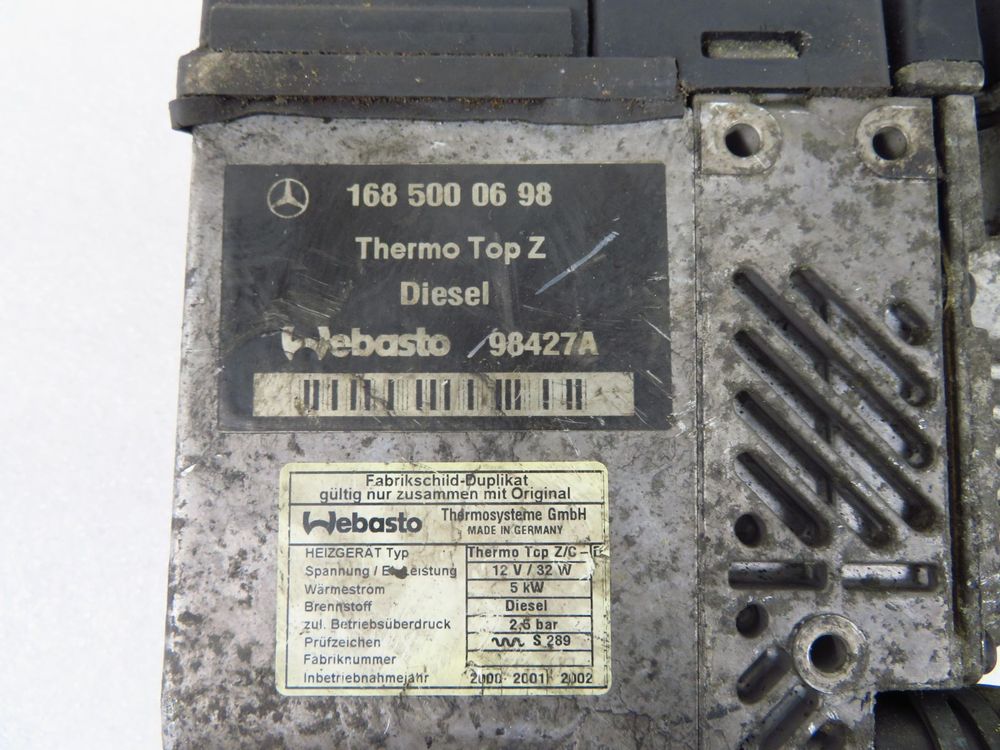 168 500 06 98
Thermo Top Z
Diesel
Webasto 98427A
Fabrikschild-Duplikat
gültig nur zusammen mit Original
Webasto Thermosysteme GmbH
MADE IN GERMANY
HEIZGERÄT Typ Thermo Top Z/C -
Spannung / 12 V / 32 W
Wärmestrom 5 kW
Brennstoff Diesel
zul. Betriebsüberdruck 2,5 bar
Prüfzeichen S 289
Fabriknummer
Inbetriebnahmejahr 2000 2001 2002